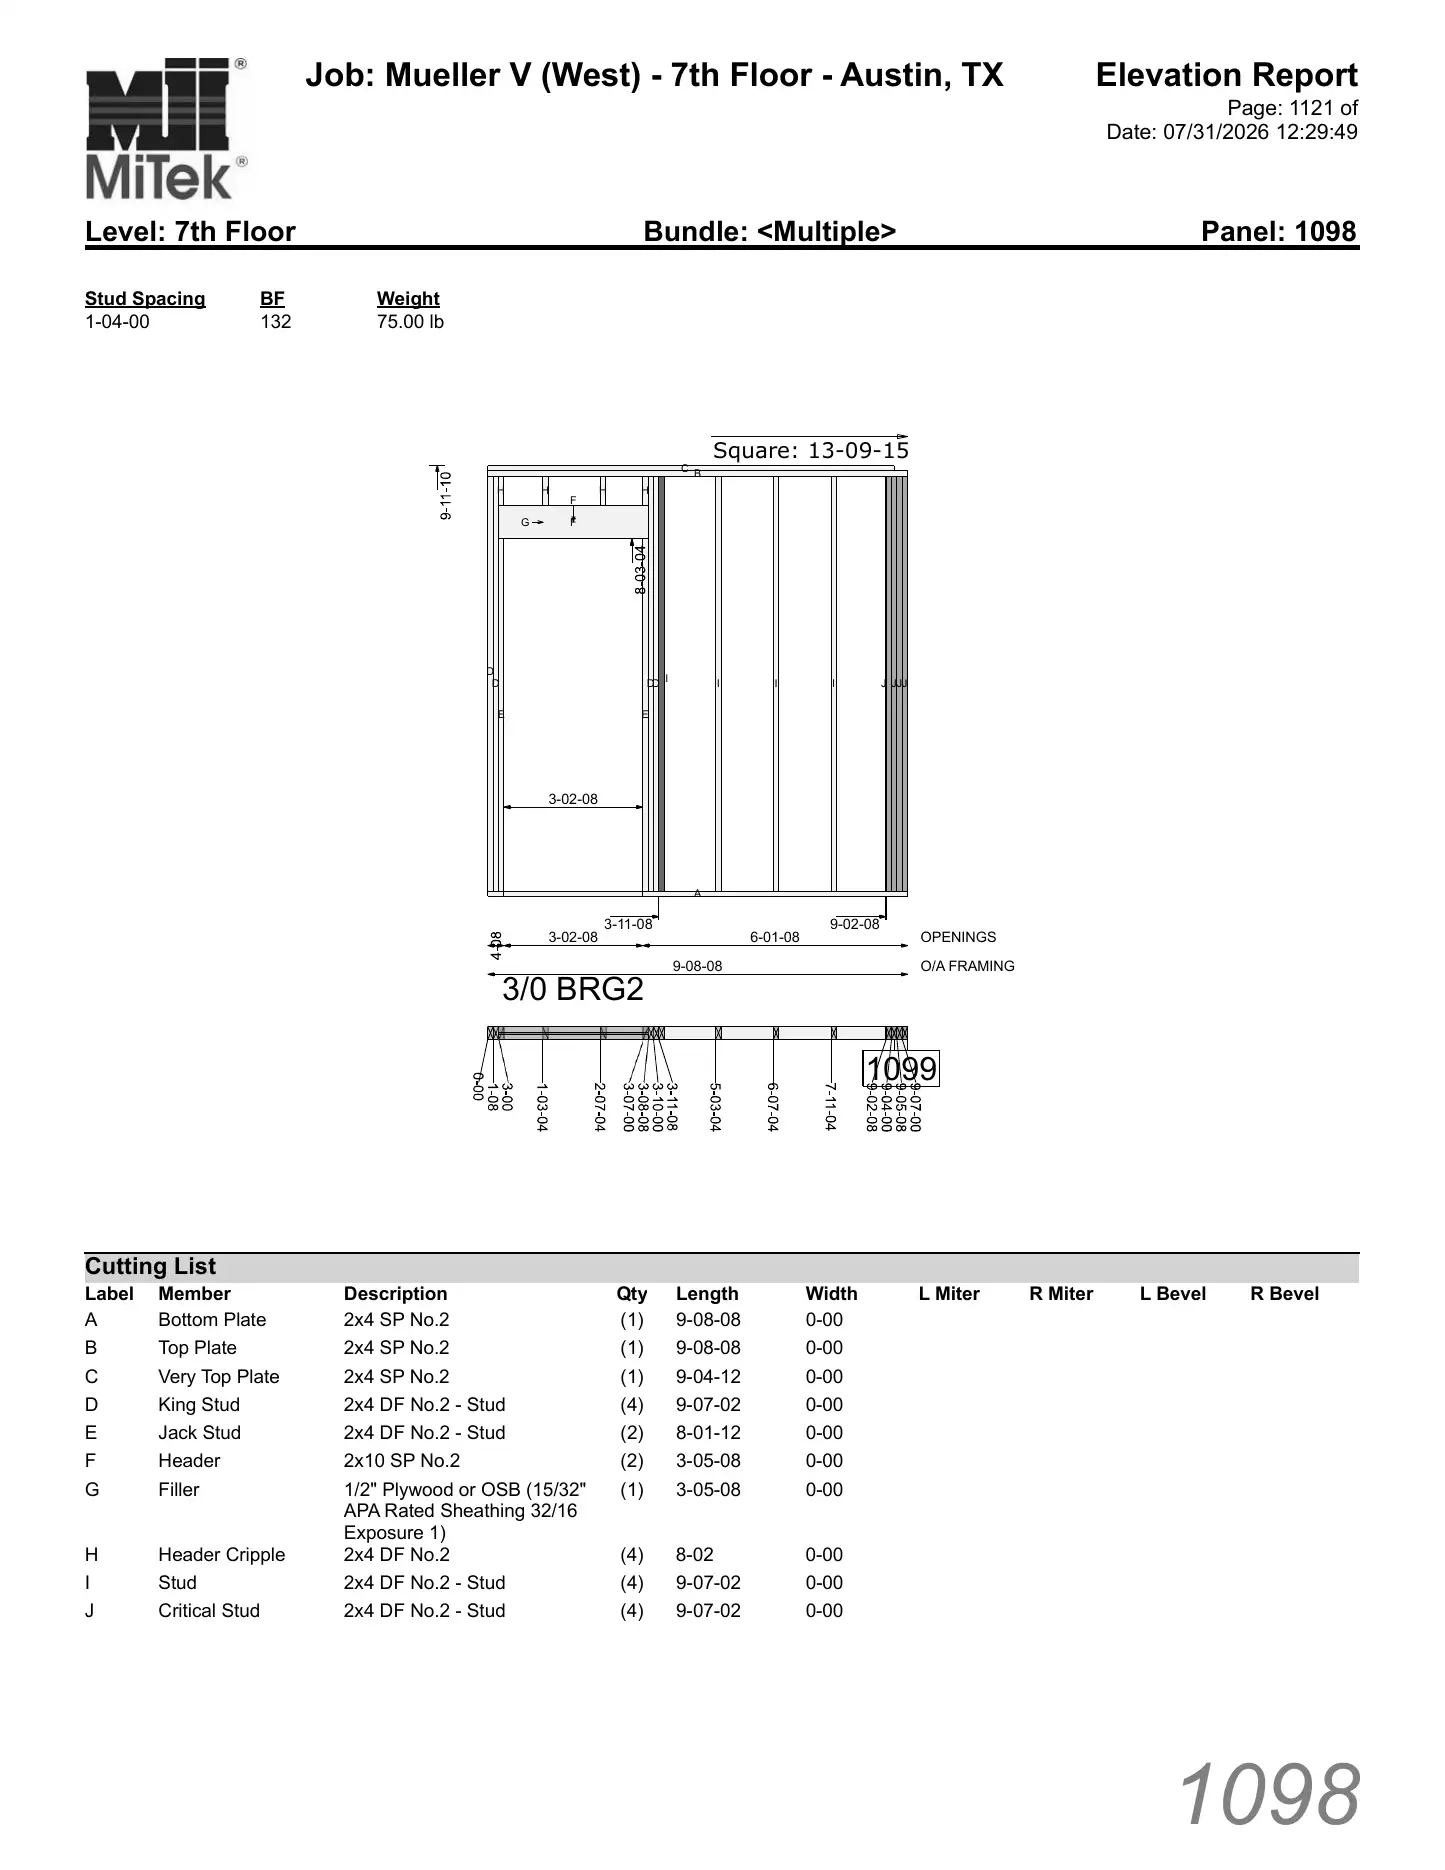 MiTek®
Job: Mueller V (West) - 7th Floor - Austin, TX
Elevation Report
Page: 1121 of
Date: 07/31/2026 12:29:49
Level: 7th Floor Bundle: <Multiple> Panel: 1098
Stud Spacing BF Weight
1-04-00 132 75.00 lb
Square: 13-09-15
C B
9-11-10
H H H H
F
G F
8-03-04
D
D D D I I I I J J J J
E E
3-02-08
A
3-11-08 9-02-08
4-08 3-02-08 6-01-08 OPENINGS
9-08-08 O/A FRAMING
3/0 BRG2
1099
0-00 1-08 3-00 1-03-04 2-07-04 3-07-00 3-08-08 3-10-00 3-11-08 5-03-04 6-07-04 7-11-04 9-02-08 9-04-00 9-05-08 9-07-00
Cutting List
Label Member Description Qty Length Width L Miter R Miter L Bevel R Bevel
A Bottom Plate 2x4 SP No.2 (1) 9-08-08 0-00
B Top Plate 2x4 SP No.2 (1) 9-08-08 0-00
C Very Top Plate 2x4 SP No.2 (1) 9-04-12 0-00
D King Stud 2x4 DF No.2 - Stud (4) 9-07-02 0-00
E Jack Stud 2x4 DF No.2 - Stud (2) 8-01-12 0-00
F Header 2x10 SP No.2 (2) 3-05-08 0-00
G Filler 1/2" Plywood or OSB (15/32" (1) 3-05-08 0-00
APA Rated Sheathing 32/16
Exposure 1)
H Header Cripple 2x4 DF No.2 (4) 8-02 0-00
I Stud 2x4 DF No.2 - Stud (4) 9-07-02 0-00
J Critical Stud 2x4 DF No.2 - Stud (4) 9-07-02 0-00
1098